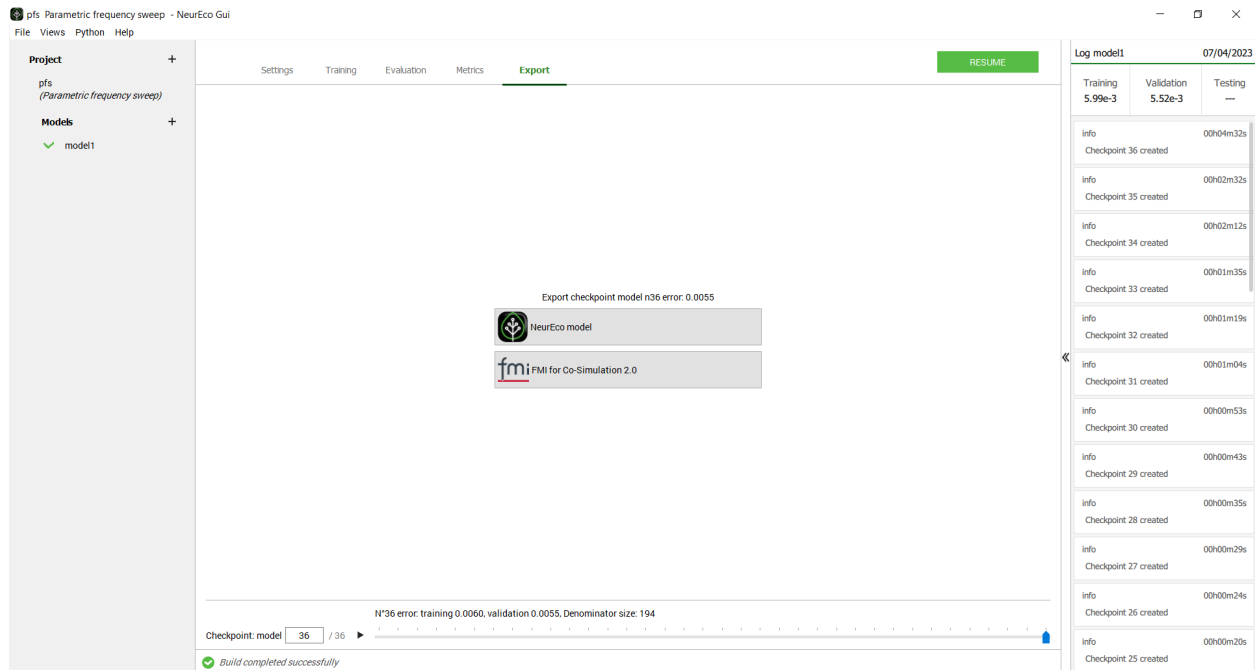 pfs Parametric frequency sweep - NeurEco Gui
File Views Python Help
Project +
pfs
(Parametric frequency sweep)
Models +
model1
Settings Training Evaluation Metrics Export
RESUME
Export checkpoint model n36 error: 0.0055
NeurEco model
fmi FMI for Co-Simulation 2.0
N°36 error: training 0.0060, validation 0.0055, Denominator size: 194
Checkpoint: model 36 / 36
Build completed successfully
Log model1 07/04/2023
Training Validation Testing
5.99e-3 5.52e-3 ---
info 00h04m32s
Checkpoint 36 created
info 00h02m32s
Checkpoint 35 created
info 00h02m12s
Checkpoint 34 created
info 00h01m35s
Checkpoint 33 created
info 00h01m19s
Checkpoint 32 created
info 00h01m04s
Checkpoint 31 created
info 00h00m53s
Checkpoint 30 created
info 00h00m43s
Checkpoint 29 created
info 00h00m35s
Checkpoint 28 created
info 00h00m29s
Checkpoint 27 created
info 00h00m24s
Checkpoint 26 created
info 00h00m20s
Checkpoint 25 created